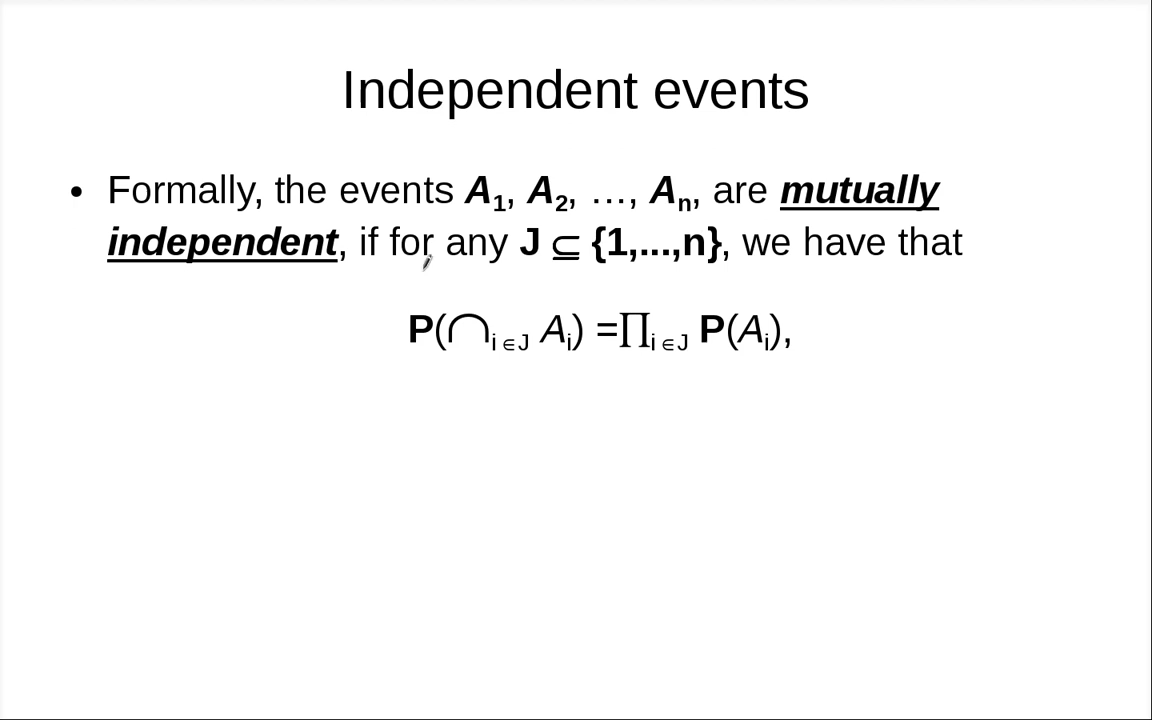 Independent events
• Formally, the events A₁, A₂, …, Aₙ, are mutually
independent, if for any J ⊆ {1,...,n}, we have that
P(⋂i∈J Aᵢ) =∏i∈J P(Aᵢ),